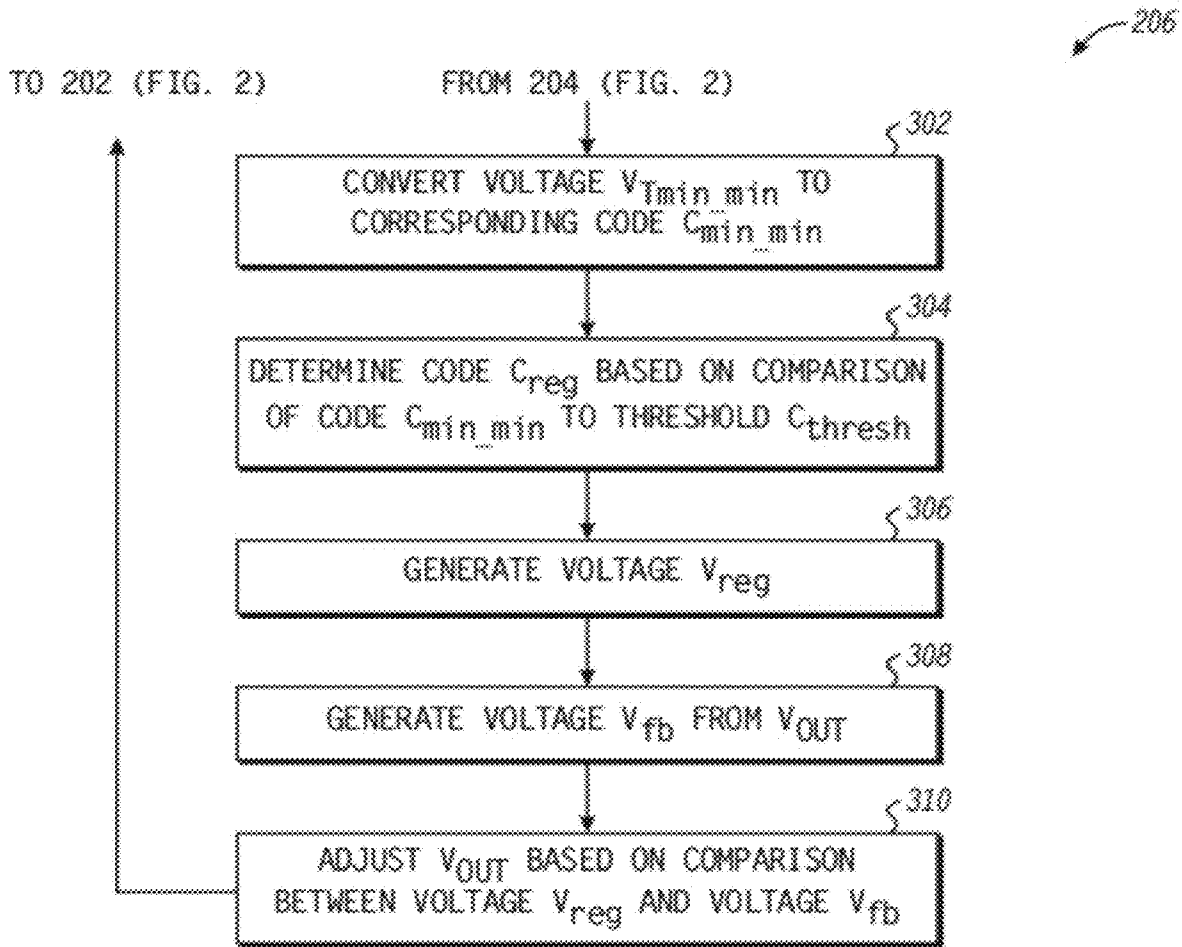 206
TO 202 (FIG. 2)
FROM 204 (FIG. 2)
302
CONVERT VOLTAGE VTmin_min TO
CORRESPONDING CODE Cmin_min
304
DETERMINE CODE Creg BASED ON COMPARISON
OF CODE Cmin_min TO THRESHOLD Cthresh
306
GENERATE VOLTAGE Vreg
308
GENERATE VOLTAGE Vfb FROM VOUT
310
ADJUST VOUT BASED ON COMPARISON
BETWEEN VOLTAGE Vreg AND VOLTAGE Vfb